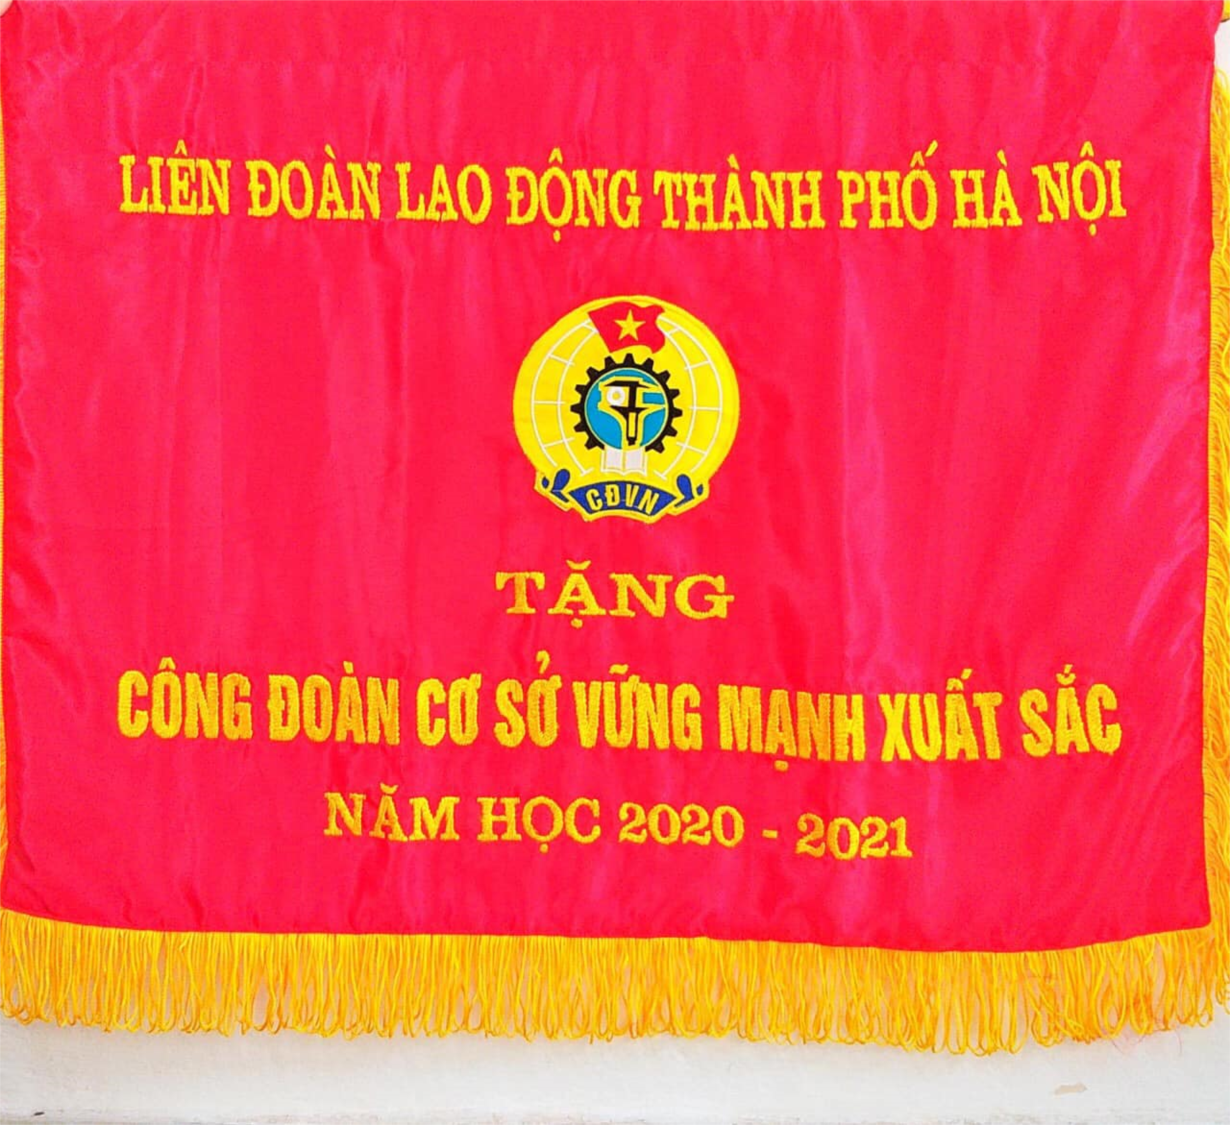 LIÊN ĐOÀN LAO ĐỘNG THÀNH PHỐ HÀ NỘI
CĐVN
TẶNG
CÔNG ĐOÀN CƠ SỞ VỮNG MẠNH XUẤT SẮC
NĂM HỌC 2020 - 2021